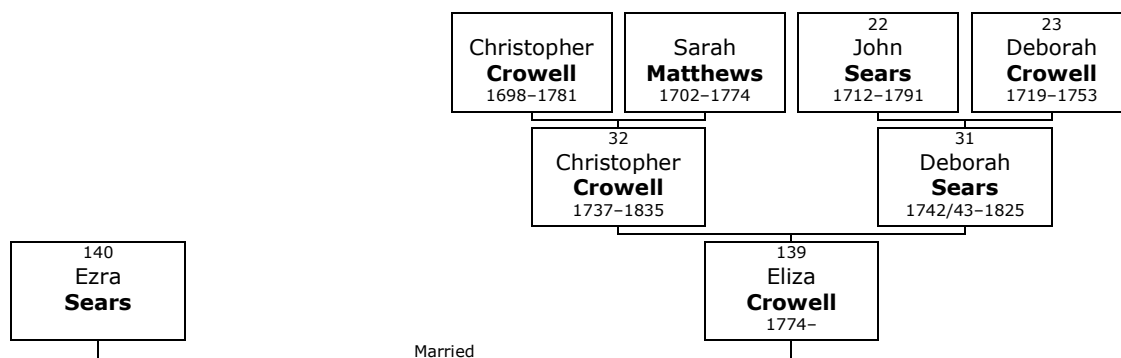 Christopher
Crowell
1698–1781
Sarah
Matthews
1702–1774
22
John
Sears
1712–1791
23
Deborah
Crowell
1719–1753
32
Christopher
Crowell
1737–1835
31
Deborah
Sears
1742/43–1825
140
Ezra
Sears
139
Eliza
Crowell
1774–
Married